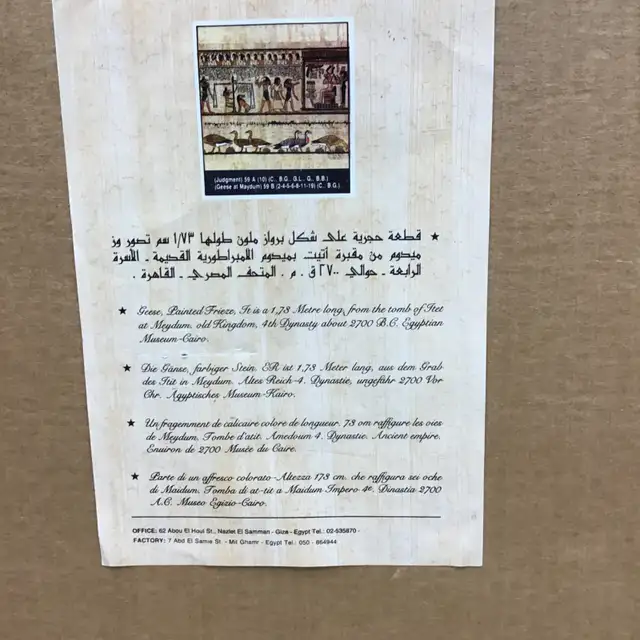 (Judgment) 59 A (10) (C., B.G., G.L., G., B.B.)
(Geese at Maydum) 59 B (2-4-5-6-8-11-19) (C., B.G.)
★ قطعة حجرية على شكل برواز ملون طولها ١/٧٣ سم تصور وز
ميدوم من مقبرة أتيت بميدوم الامبراطورية القديمة - الأسرة
الرابعة - حوالي ٢٧٠٠ ق . م . المتحف المصري - القاهرة .
★ Geese, Painted Frieze, It is a 1,73 Metre long, from the tomb of Itet
at Meydum, old Kingdom, 4th Dynasty about 2700 B.C. Egyptian
Museum-Cairo.
★ Die Gänse, farbiger Stein. ER ist 1,73 Meter lang, aus dem Grab
des Itit in Meydum. Altes Reich-4. Dynastie, ungefähr 2700 Vor
Chr. Agyptisches Museum-Kairo.
★ Un fragemment de calicaire colore de longueur. 73 om raffigure les oies
de Meydum, Tombe d'atit. Amedoum 4. Dynastie. Ancient empire.
Enuiron de 2700 Musée du Caire.
★ Parte di un affresco colorato-Altezza 173 cm. che raffigura sei oche
di Maidum. Tomba di at-tit a Maidum Impero 4º. Dinastia 2700
A.C. Museo Egizio-Cairo.
OFFICE: 62 Abou El Houl St., Nazlet El Samman - Giza - Egypt Tel.: 02-535870 -
FACTORY: 7 Abd El Samia St. - Mit Ghamr - Egypt Tel.: 050 - 864944